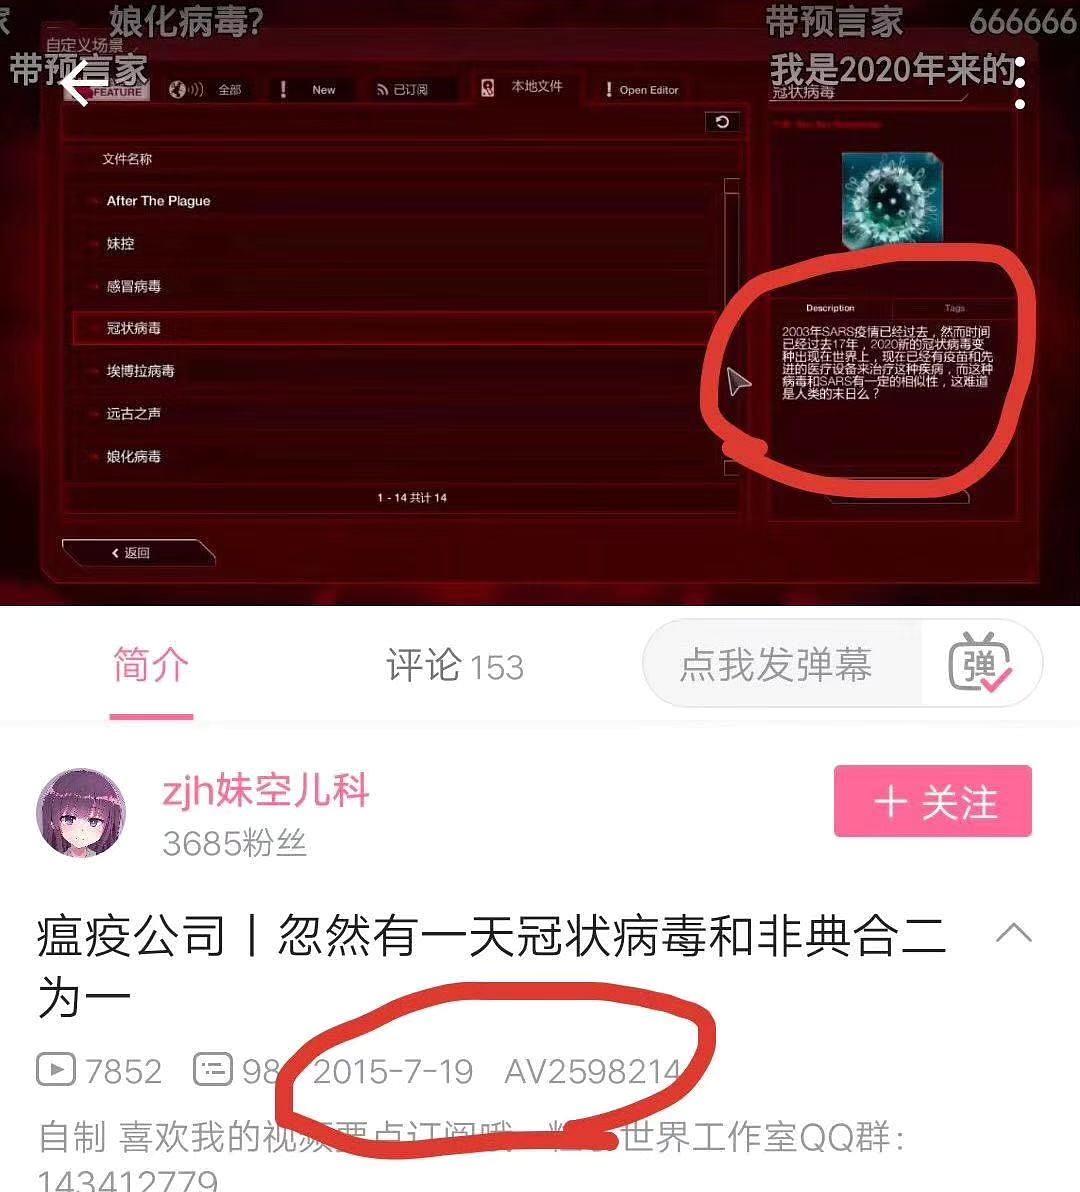 娘化病毒?
带预言家
666666
自定义场景
带预言家
我是2020年来的
FEATURE
全部
New
已订阅
本地文件
Open Editor
冠状病毒
文件名称
After The Plague
妹控
感冒病毒
冠状病毒
埃博拉病毒
远古之声
娘化病毒
1 - 14 共计 14
返回
Description
Tags
2003年SARS疫情已经过去，然而时间
已经过去17年，2020新的冠状病毒变
种出现在世界上，现在已经有疫苗和先
进的医疗设备来治疗这种疾病，而这种
病毒和SARS有一定的相似性，这难道
是人类的末日么？
简介
评论 153
点我发弹幕
弹
zjh妹空儿科
3685粉丝
+ 关注
瘟疫公司丨忽然有一天冠状病毒和非典合二
为一
7852
98
2015-7-19
AV2598214
自制 喜欢我的视频要点订阅哦 世界工作室QQ群：
143412779